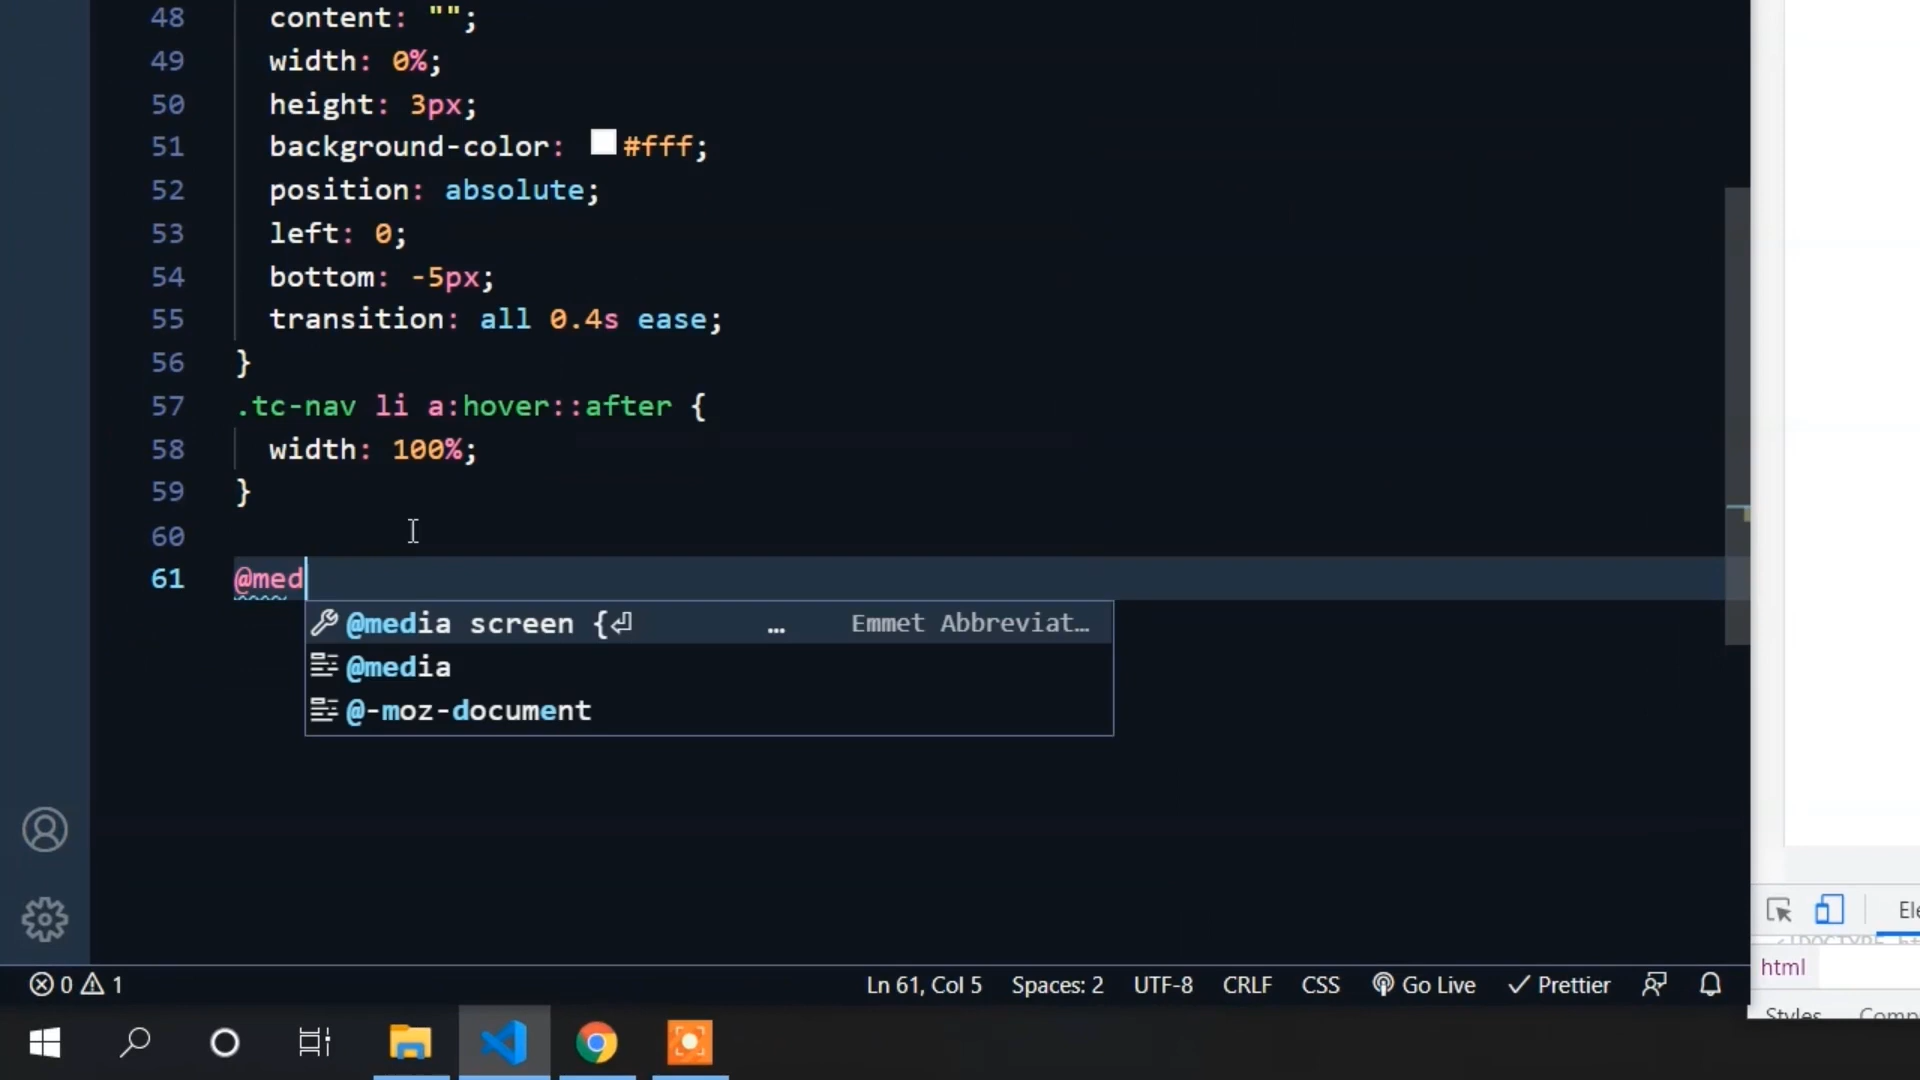 48 content: "";
49 width: 0%;
50 height: 3px;
51 background-color: #fff;
52 position: absolute;
53 left: 0;
54 bottom: -5px;
55 transition: all 0.4s ease;
56 }
57 .tc-nav li a:hover::after {
58 width: 100%;
59 }
60
61 @med
@media screen {⏎ … Emmet Abbreviat…
@media
@-moz-document
html
0 1 Ln 61, Col 5 Spaces: 2 UTF-8 CRLF CSS Go Live Prettier